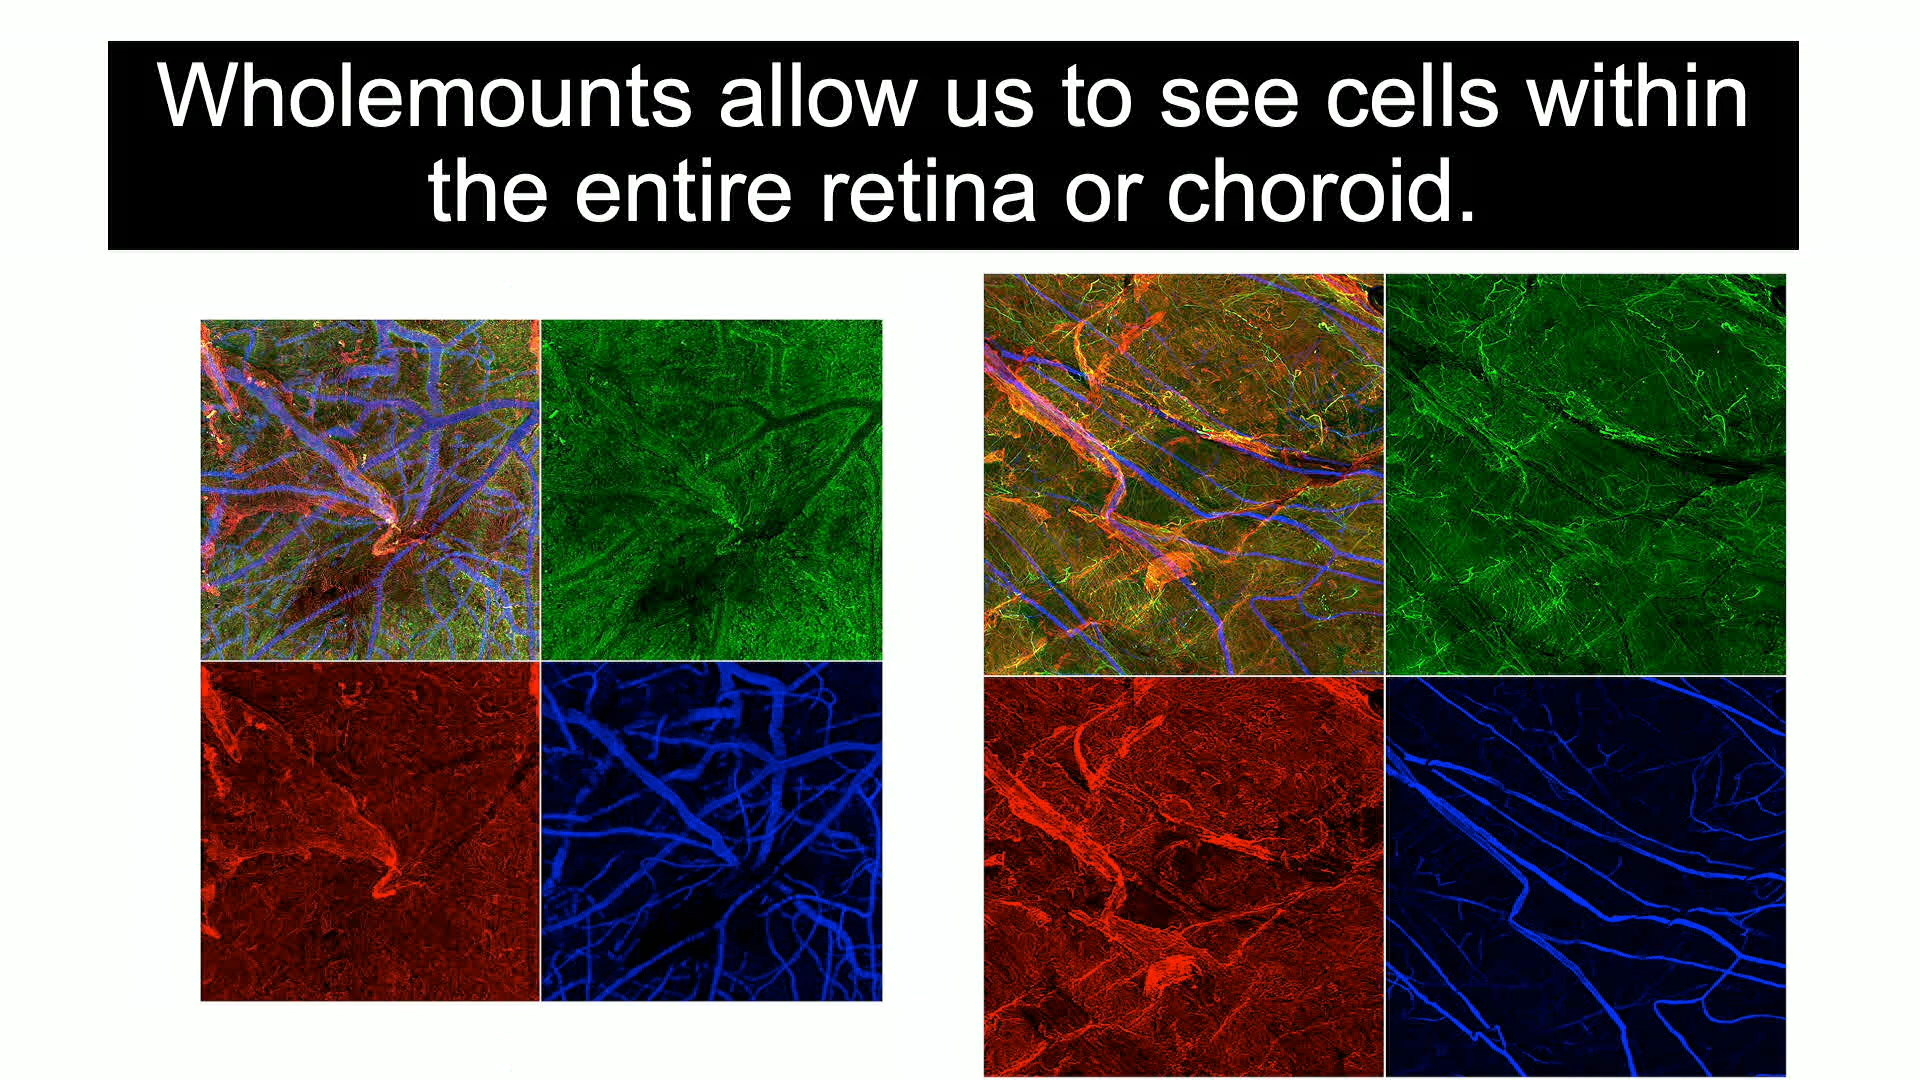 Wholemounts allow us to see cells within
the entire retina or choroid.